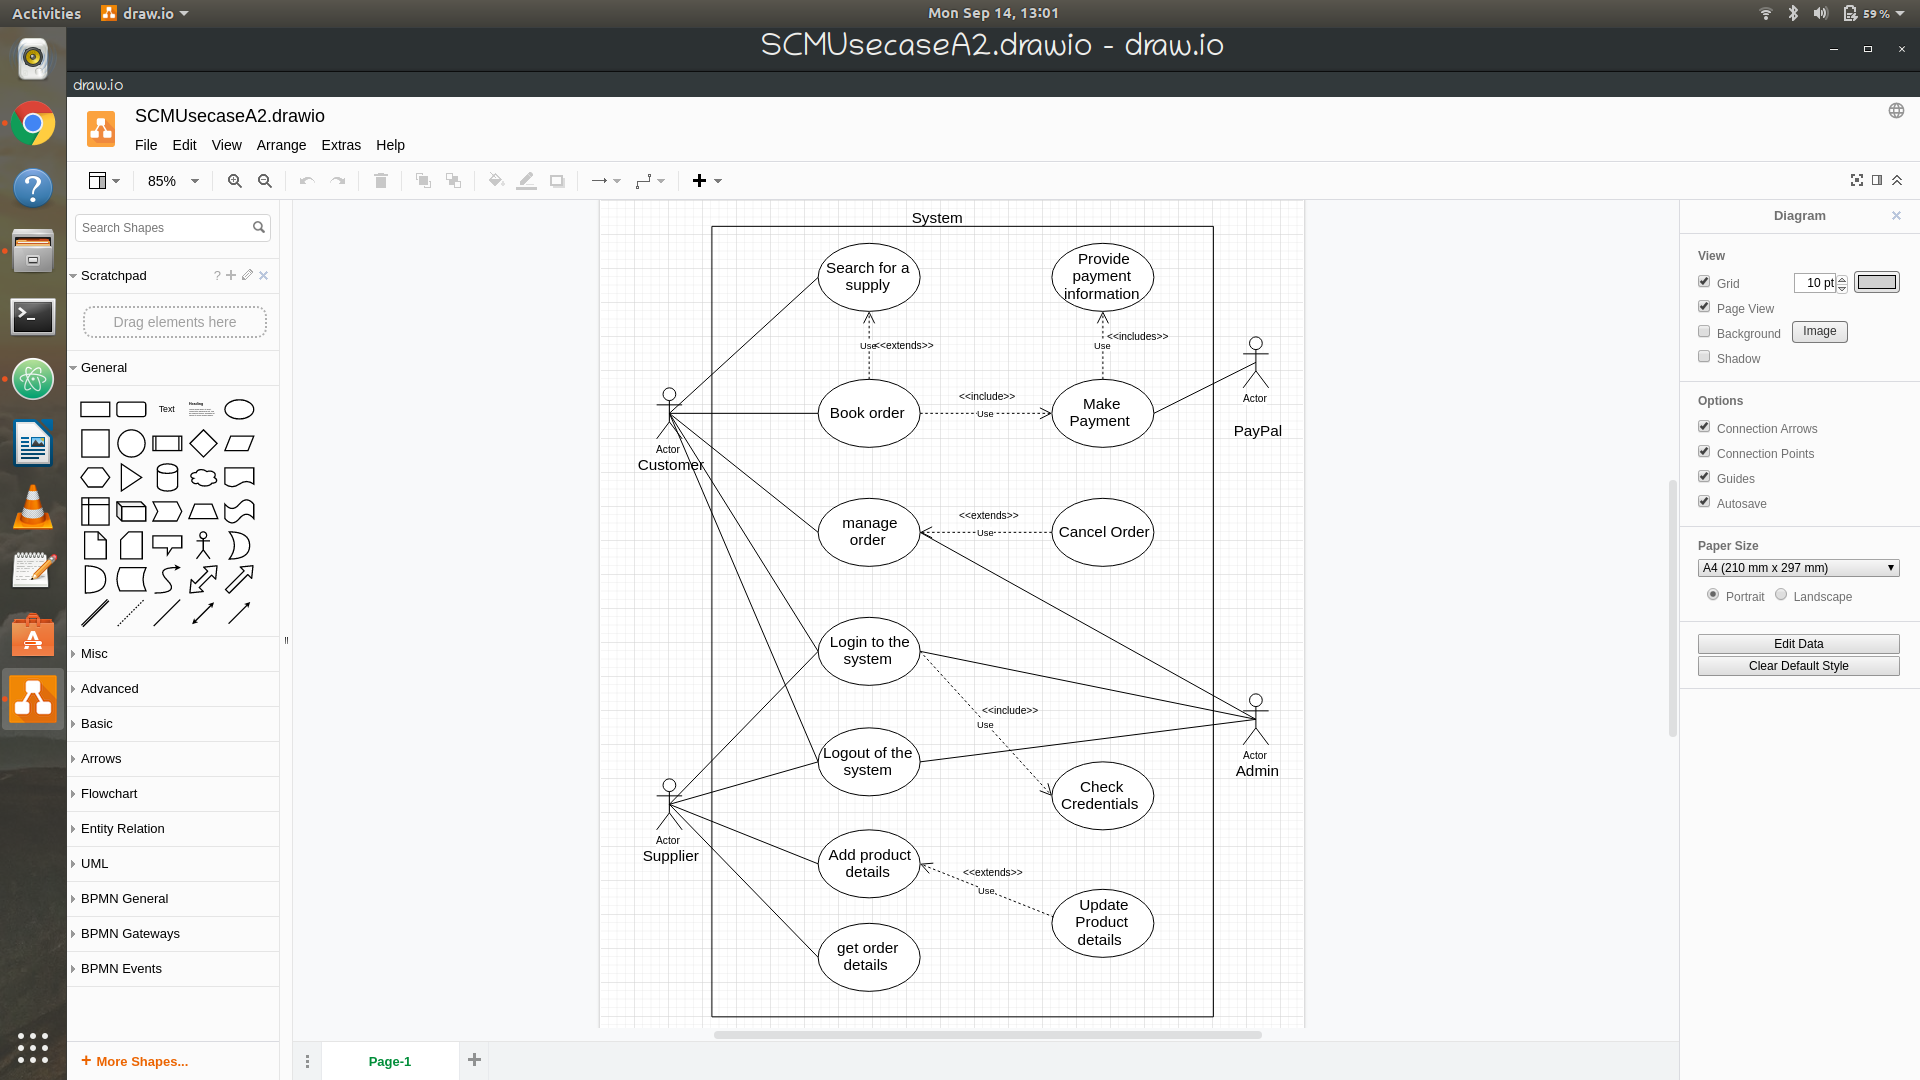 Activities
draw.io
Mon Sep 14, 13:01
59 %
SCMUsecaseA2.drawio - draw.io
draw.io
SCMUsecaseA2.drawio
File Edit View Arrange Extras Help
85%
Search Shapes
Scratchpad
?
Drag elements here
General
Text
Heading
Misc
Advanced
Basic
Arrows
Flowchart
Entity Relation
UML
BPMN General
BPMN Gateways
BPMN Events
+ More Shapes...
System
Search for a
supply
Provide
payment
information
Use
<<extends>>
<<includes>>
Use
Book order
<<include>>
Use
Make
Payment
Actor
PayPal
Actor
Customer
manage
order
<<extends>>
Use
Cancel Order
Login to the
system
<<include>>
Use
Logout of the
system
Actor
Admin
Check
Credentials
Actor
Supplier
Add product
details
<<extends>>
Use
Update
Product
details
get order
details
Page-1
Diagram
View
Grid
10 pt
Page View
Background
Image
Shadow
Options
Connection Arrows
Connection Points
Guides
Autosave
Paper Size
A4 (210 mm x 297 mm)
Portrait
Landscape
Edit Data
Clear Default Style